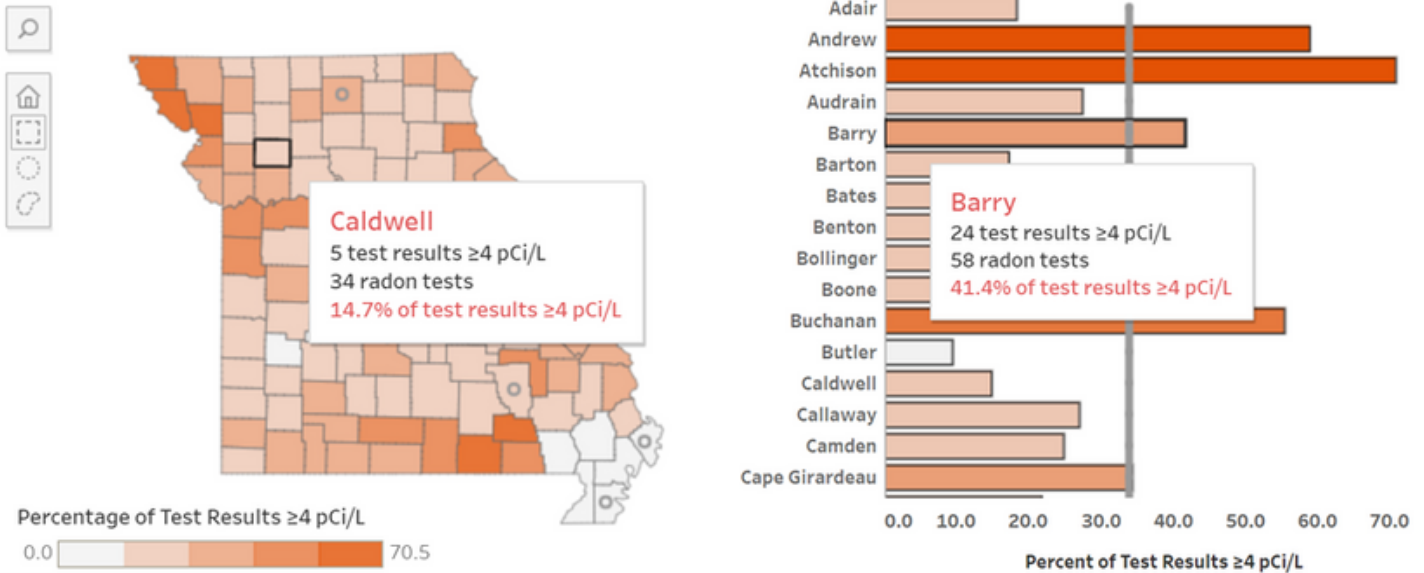 Caldwell
5 test results ≥4 pCi/L
34 radon tests
14.7% of test results ≥4 pCi/L
Percentage of Test Results ≥4 pCi/L
0.0
70.5
Adair
Andrew
Atchison
Audrain
Barry
Barton
Bates
Benton
Bollinger
Boone
Buchanan
Butler
Caldwell
Callaway
Camden
Cape Girardeau
Barry
24 test results ≥4 pCi/L
58 radon tests
41.4% of test results ≥4 pCi/L
0.0 10.0 20.0 30.0 40.0 50.0 60.0 70.0
Percent of Test Results ≥4 pCi/L